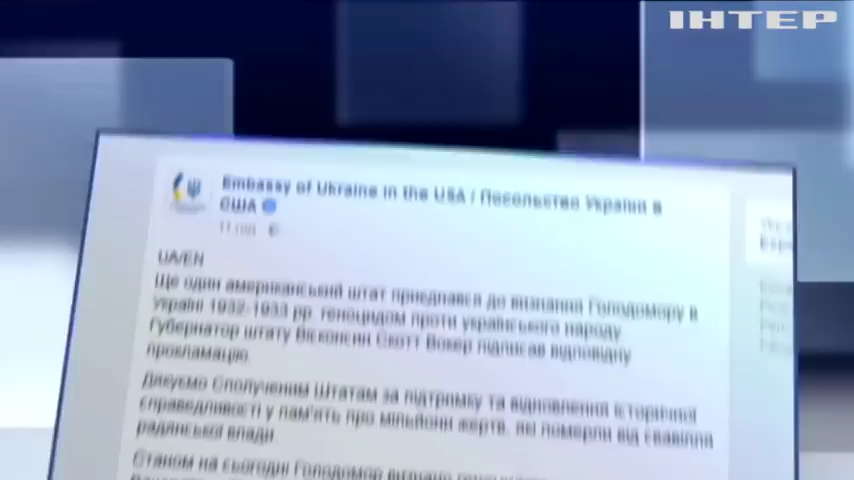 ІНТЕР
Embassy of Ukraine in the USA / Посольство України в
США
UA/EN
Ще один американський штат приєднався до визнання Голодомору в
Україні 1932-1933 рр. геноцидом проти українського народу
Губернатор штату Вісконсин Скотт Вокер підписав відповідну
прокламацію.
Дякуємо Сполученим Штатам за підтримку та відновлення історичної
справедливості у пам'ять про мільйони жертв, які померли від свавілля
радянської влади.
Станом на сьогодні Голодомор визнано